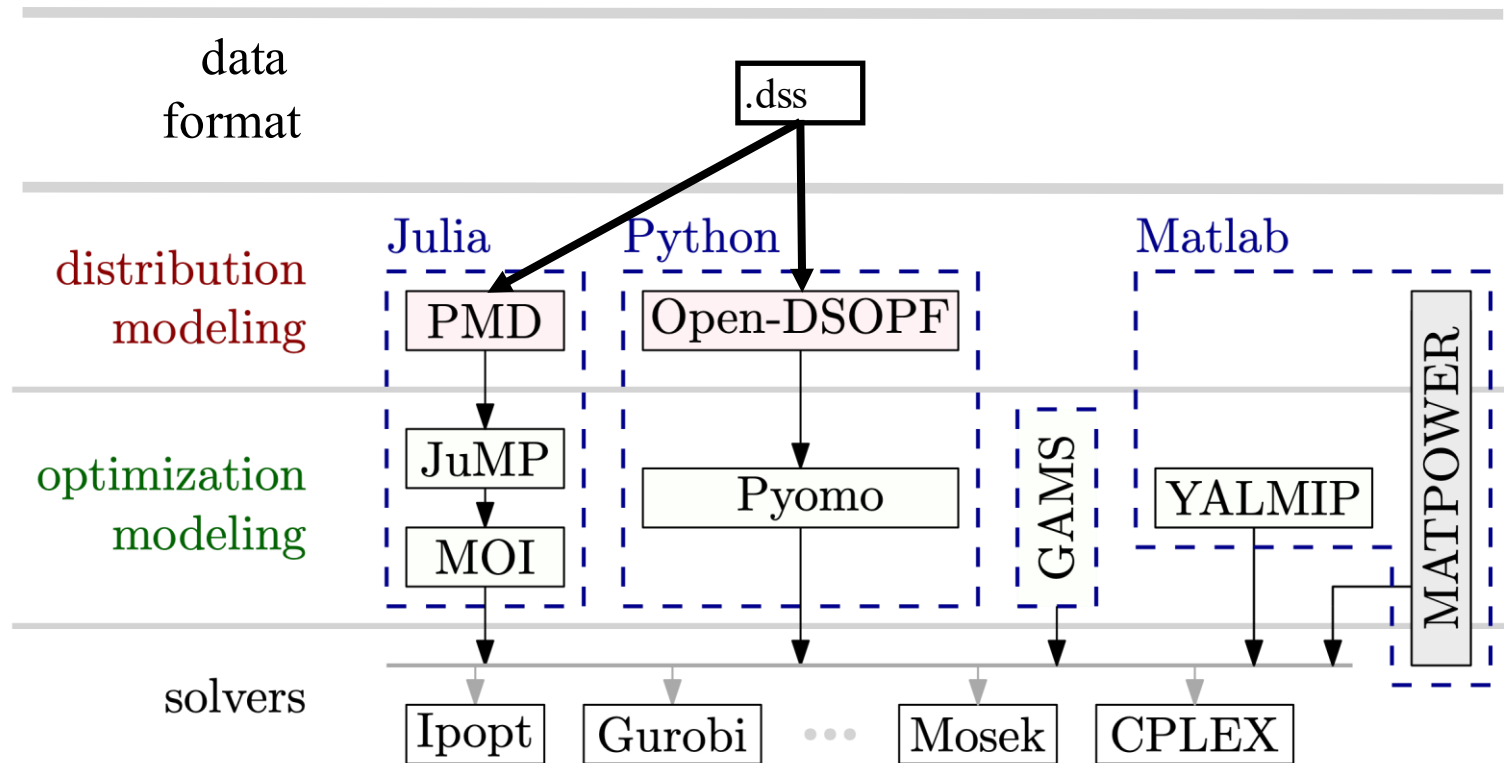 data
format
.dss
Julia
Python
Matlab
distribution
modeling
PMD
Open-DSOPF
MATPOWER
optimization
modeling
JuMP
MOI
Pyomo
GAMS
YALMIP
solvers
Ipopt
Gurobi
...
Mosek
CPLEX